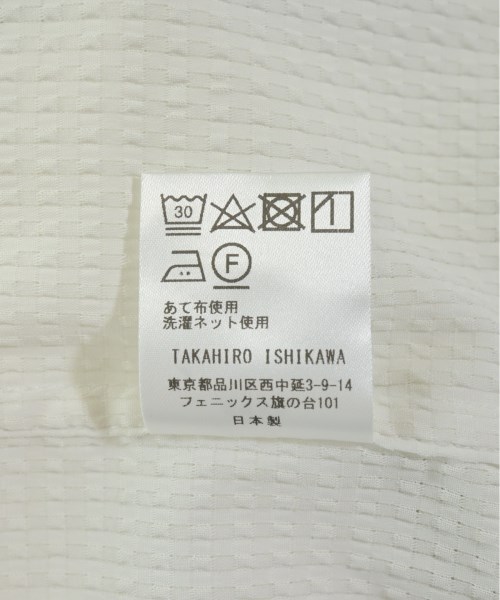 30
F
あて布使用
洗濯ネット使用
TAKAHIRO ISHIKAWA
東京都品川区西中延3-9-14
フェニックス旗の台101
日本製